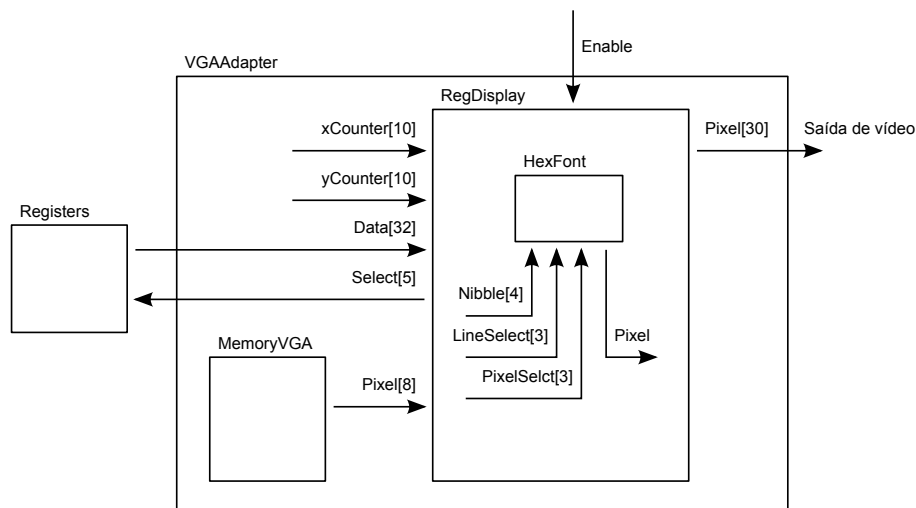 Enable
VGAAdapter
RegDisplay
xCounter[10]
Pixel[30]
Saída de vídeo
HexFont
yCounter[10]
Registers
Data[32]
Select[5]
Nibble[4]
LineSelect[3]
Pixel
MemoryVGA
PixelSelct[3]
Pixel[8]